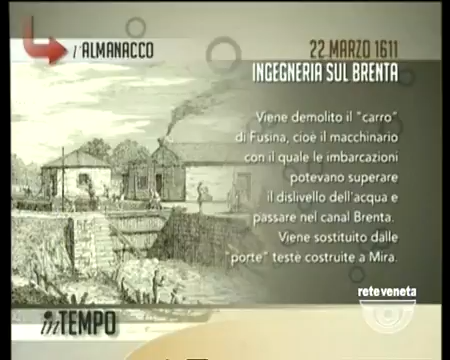 l'ALMANACCO
22 MARZO 1611
INGEGNERIA SUL BRENTA
Viene demolito il "carro"
di Fusina, cioè il macchinario
con il quale le imbarcazioni
potevano superare
il dislivello dell'acqua e
passare nel canal Brenta.
Viene sostituito dalle
"porte" testè costruite a Mira.
reteveneta
inTEMPO